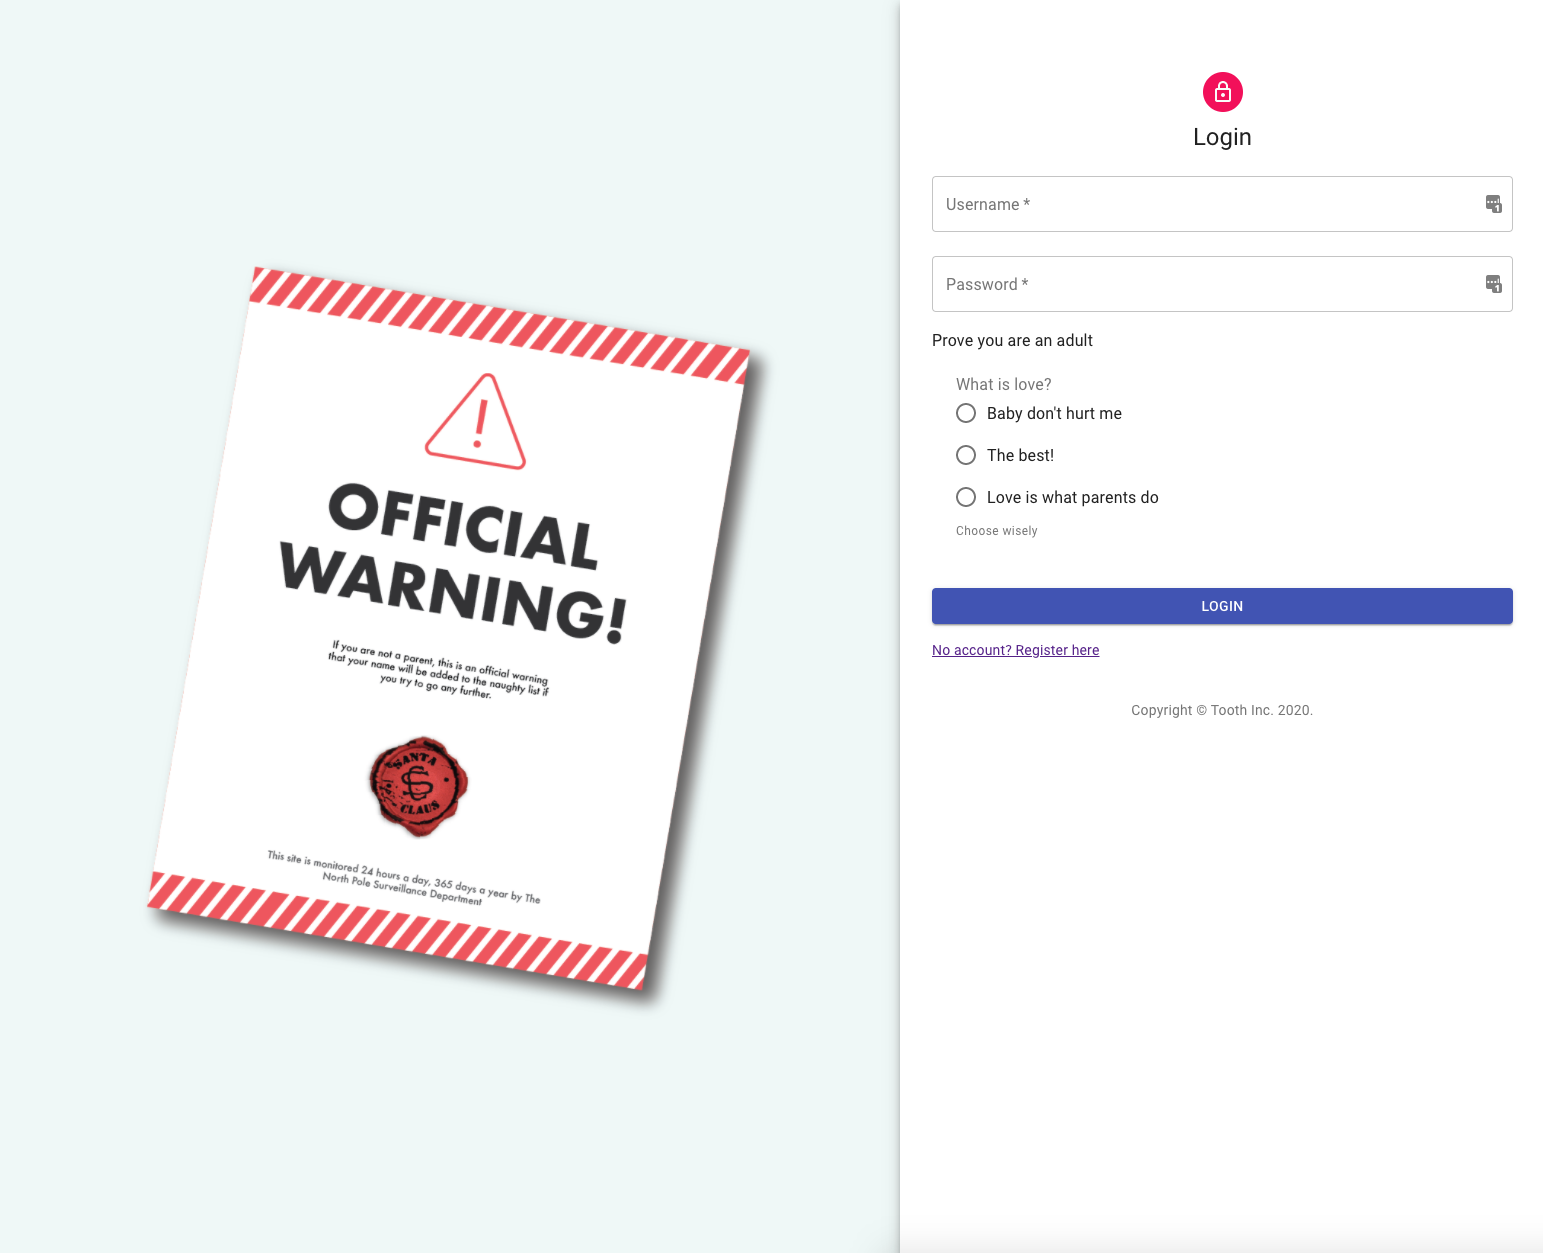 OFFICIAL
WARNING!
If you are not a parent, this is an official warning
that your name will be added to the naughty list if
you try to go any further.
SANTA
SC
CLAUS
This site is monitored 24 hours a day, 365 days a year by The
North Pole Surveillance Department
Login
Username *
Password *
Prove you are an adult
What is love?
Baby don't hurt me
The best!
Love is what parents do
Choose wisely
LOGIN
No account? Register here
Copyright © Tooth Inc. 2020.